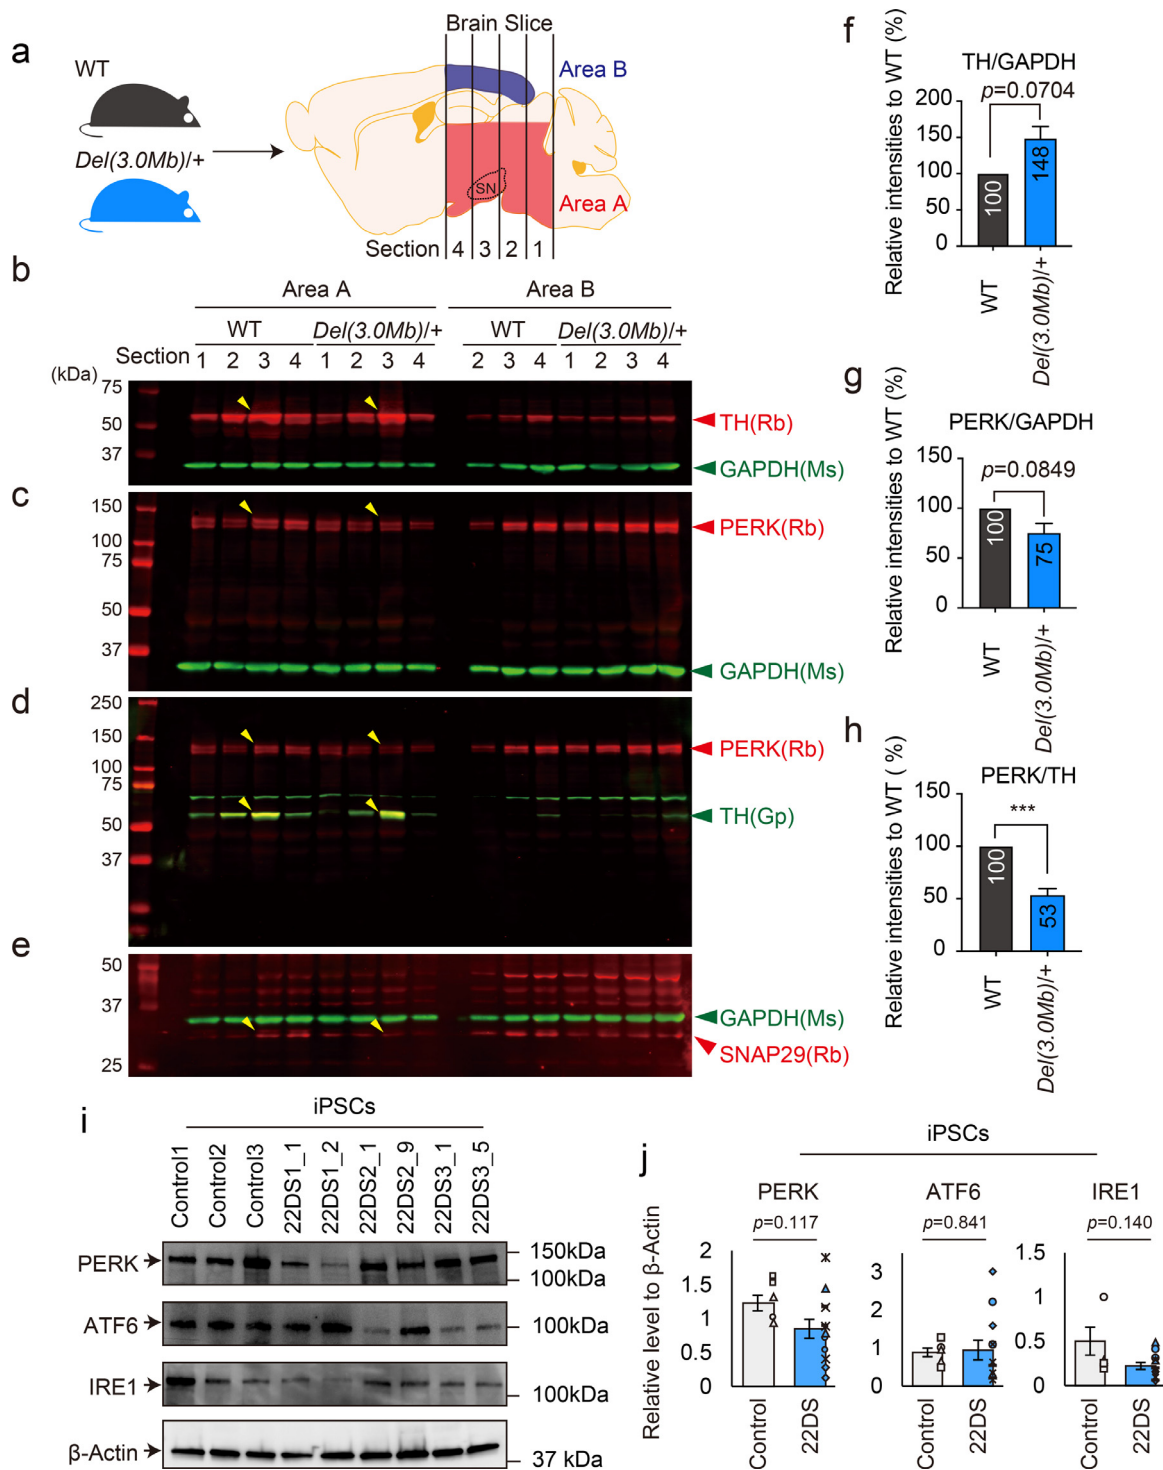 a
WT
Del(3.0Mb)/+
Brain Slice
Area B
SN
Area A
Section 4 3 2 1
b
Area A Area B
WT Del(3.0Mb)/+ WT Del(3.0Mb)/+
Section 1 2 3 4 1 2 3 4 2 3 4 1 2 3 4
(kDa)
75
50
37
TH(Rb)
GAPDH(Ms)
c
150
100
75
50
37
PERK(Rb)
GAPDH(Ms)
d
250
150
100
75
50
37
PERK(Rb)
TH(Gp)
e
50
37
25
GAPDH(Ms)
SNAP29(Rb)
f
TH/GAPDH
p=0.0704
Relative intensities to WT (%)
200
150
100
50
0
100
148
WT
Del(3.0Mb)/+
g
PERK/GAPDH
p=0.0849
Relative intensities to WT (%)
150
100
50
0
100
75
WT
Del(3.0Mb)/+
h
PERK/TH
***
Relative intensities to WT ( %)
150
100
50
0
100
53
WT
Del(3.0Mb)/+
i
iPSCs
Control1
Control2
Control3
22DS1_1
22DS1_2
22DS2_1
22DS2_9
22DS3_1
22DS3_5
PERK
150kDa
100kDa
ATF6
100kDa
IRE1
100kDa
β-Actin
37 kDa
j
iPSCs
PERK ATF6 IRE1
p=0.117 p=0.841 p=0.140
Relative level to β-Actin
2
1.5
1
0.5
0
Control
22DS
3
2
1
0
Control
22DS
1.5
1
0.5
0
Control
22DS